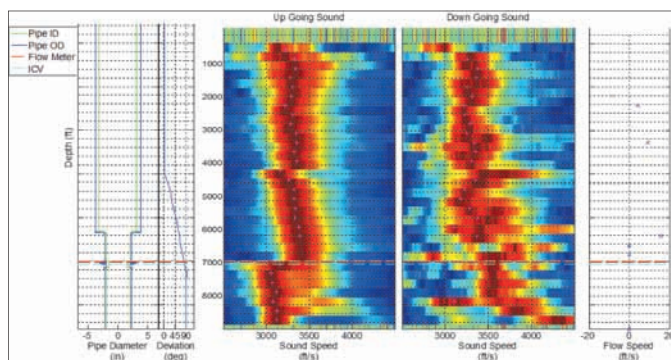 Pipe ID
Pipe OD
Flow Meter
ICV
Up Going Sound
Down Going Sound
Depth (ft)
1000
2000
3000
4000
5000
6000
7000
8000
-5 0 5
0 45 90
3000 3500 4000
3000 3500 4000
-20 0 20
Pipe Diameter
(in)
Deviation
(deg)
Sound Speed
ft/s
Sound Speed
ft/s
Flow Speed
ft/s